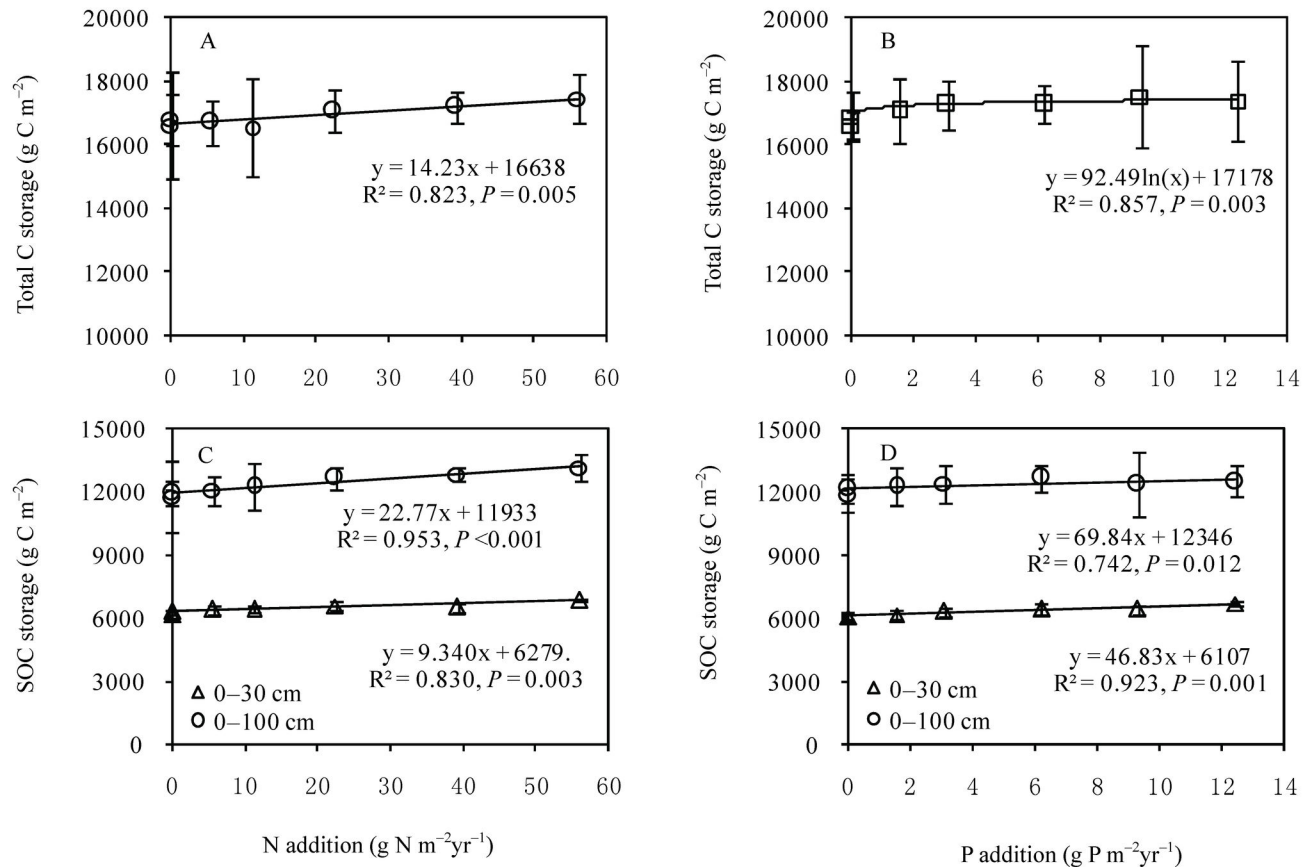 A
Total C storage (g C m⁻²)
20000
18000
16000
14000
12000
10000
y = 14.23x + 16638
R² = 0.823, P = 0.005
0 10 20 30 40 50 60
B
Total C storage (g C m⁻²)
20000
18000
16000
14000
12000
10000
y = 92.49ln(x) + 17178
R² = 0.857, P = 0.003
0 2 4 6 8 10 12 14
C
SOC storage (g C m⁻²)
15000
12000
9000
6000
3000
0
y = 22.77x + 11933
R² = 0.953, P <0.001
y = 9.340x + 6279.
R² = 0.830, P = 0.003
0–30 cm
0–100 cm
0 10 20 30 40 50 60
N addition (g N m⁻²yr⁻¹)
D
SOC storage (g C m⁻²)
15000
12000
9000
6000
3000
0
y = 69.84x + 12346
R² = 0.742, P = 0.012
y = 46.83x + 6107
R² = 0.923, P = 0.001
0–30 cm
0–100 cm
0 2 4 6 8 10 12 14
P addition (g P m⁻²yr⁻¹)